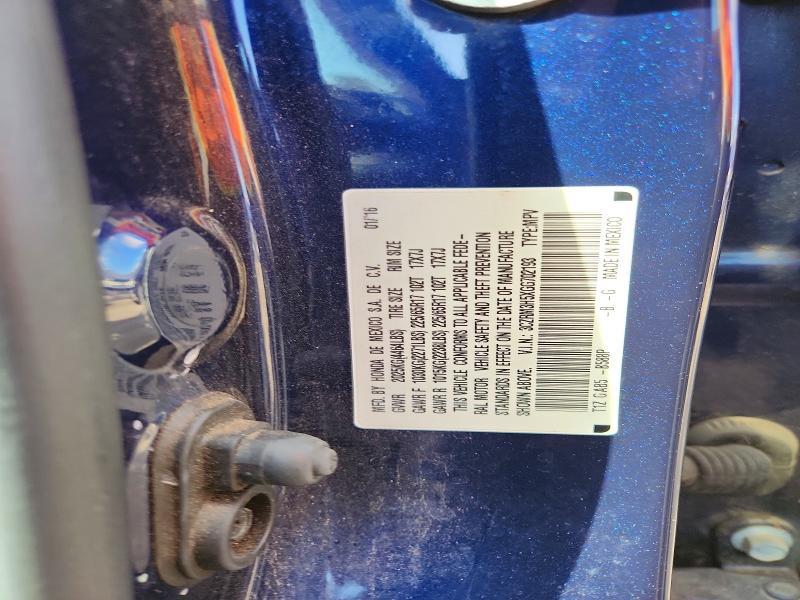 MFD. BY HONDA DE MEXICO S.A. DE C.V. 01/16
GVWR 2025KG(4464LBS) TIRE SIZE RIM SIZE
GAWR F 1030KG(2271LBS) 225/65R17 102T 17X7J
GAWR R 1015KG(2238LBS) 225/65R17 102T 17X7J
THIS VEHICLE CONFORMS TO ALL APPLICABLE FEDE-
RAL MOTOR VEHICLE SAFETY AND THEFT PREVENTION
STANDARDS IN EFFECT ON THE DATE OF MANUFACTURE
SHOWN ABOVE. V.I.N.: 3CZRM3H5XGG702193 TYPE:MPV
T1Z GA85 -B588P -B -G MADE IN MEXICO